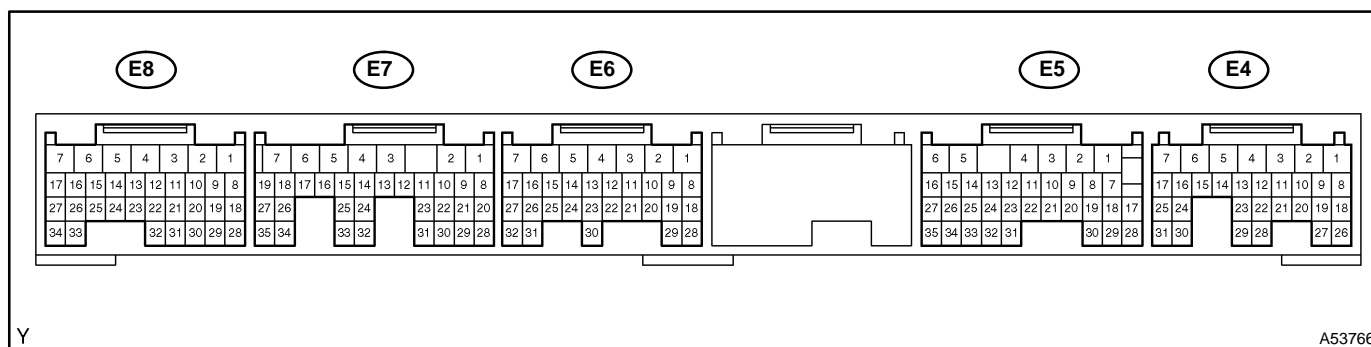 E8 E7 E6 E5 E4
7 6 5 4 3 2 1 7 6 5 4 3 2 1 7 6 5 4 3 2 1 6 5 4 3 2 1 7 6 5 4 3 2 1
17 16 15 14 13 12 11 10 9 8 19 18 17 16 15 14 13 12 11 10 9 8 17 16 15 14 13 12 11 10 9 8 16 15 14 13 12 11 10 9 8 7 17 16 15 14 13 12 11 10 9 8
27 26 25 24 23 22 21 20 19 18 27 26 25 24 23 22 21 20 27 26 25 24 23 22 21 20 19 18 27 26 25 24 23 22 21 20 19 18 17 25 24 23 22 21 20 19 18
34 33 32 31 30 29 28 35 34 33 32 31 30 29 28 32 31 30 29 28 35 34 33 32 31 30 29 28 31 30 29 28 27 26
Y A53766